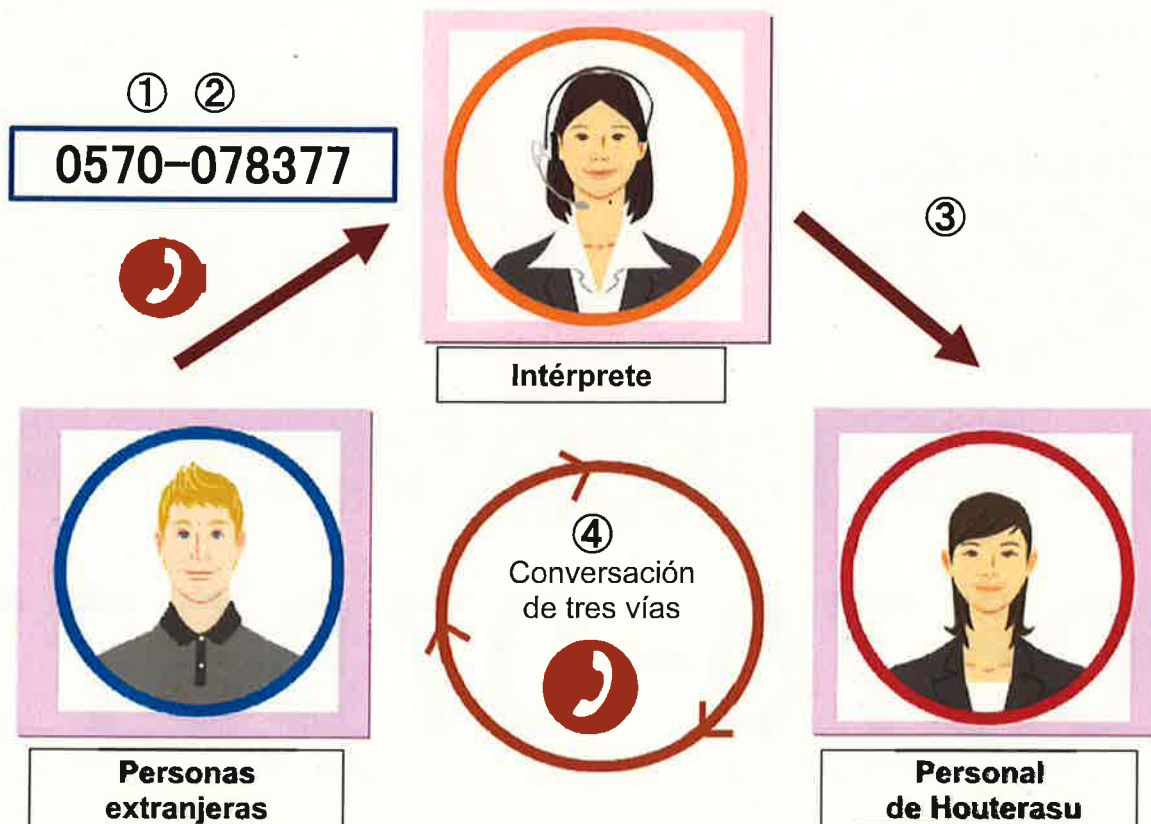 ① ②
0570-078377
③
Intérprete
④
Conversación
de tres vías
Personas
extranjeras
Personal
de Houterasu